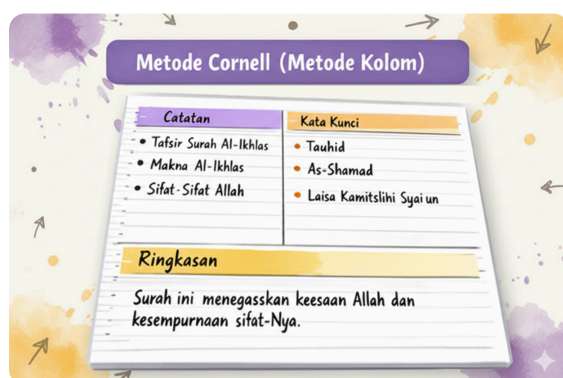 Metode Cornell (Metode Kolom)
Catatan
• Tafsir Surah Al-Ikhlas
• Makna Al-Ikhlas
• Sifat-Sifat Allah
Kata Kunci
• Tauhid
• As-Shamad
• Laisa Kamitslihi Syai un
Ringkasan
Surah ini menegasskan keesaan Allah dan
kesempurnaan sifat-Nya.